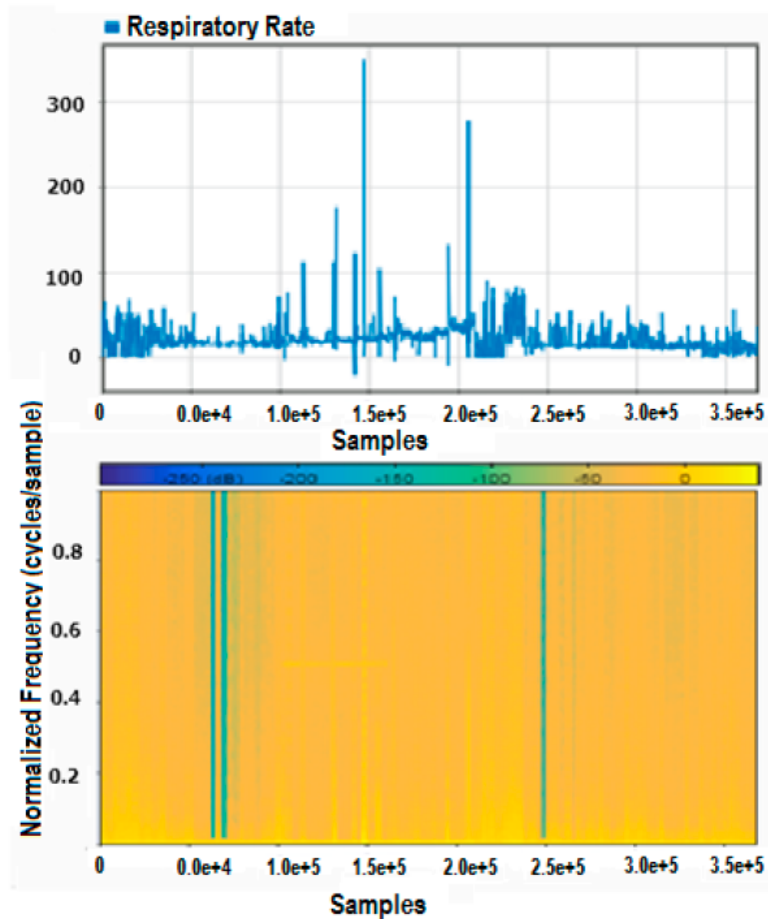 Respiratory Rate
300
200
100
0
0 0.0e+4 1.0e+5 1.5e+5 2.0e+5 2.5e+5 3.0e+5 3.5e+5
Samples
-250 (dB) -200 -150 -100 -50 0
Normalized Frequency (cycles/sample)
0.8
0.6
0.4
0.2
0 0.0e+4 1.0e+5 1.5e+5 2.0e+5 2.5e+5 3.0e+5 3.5e+5
Samples